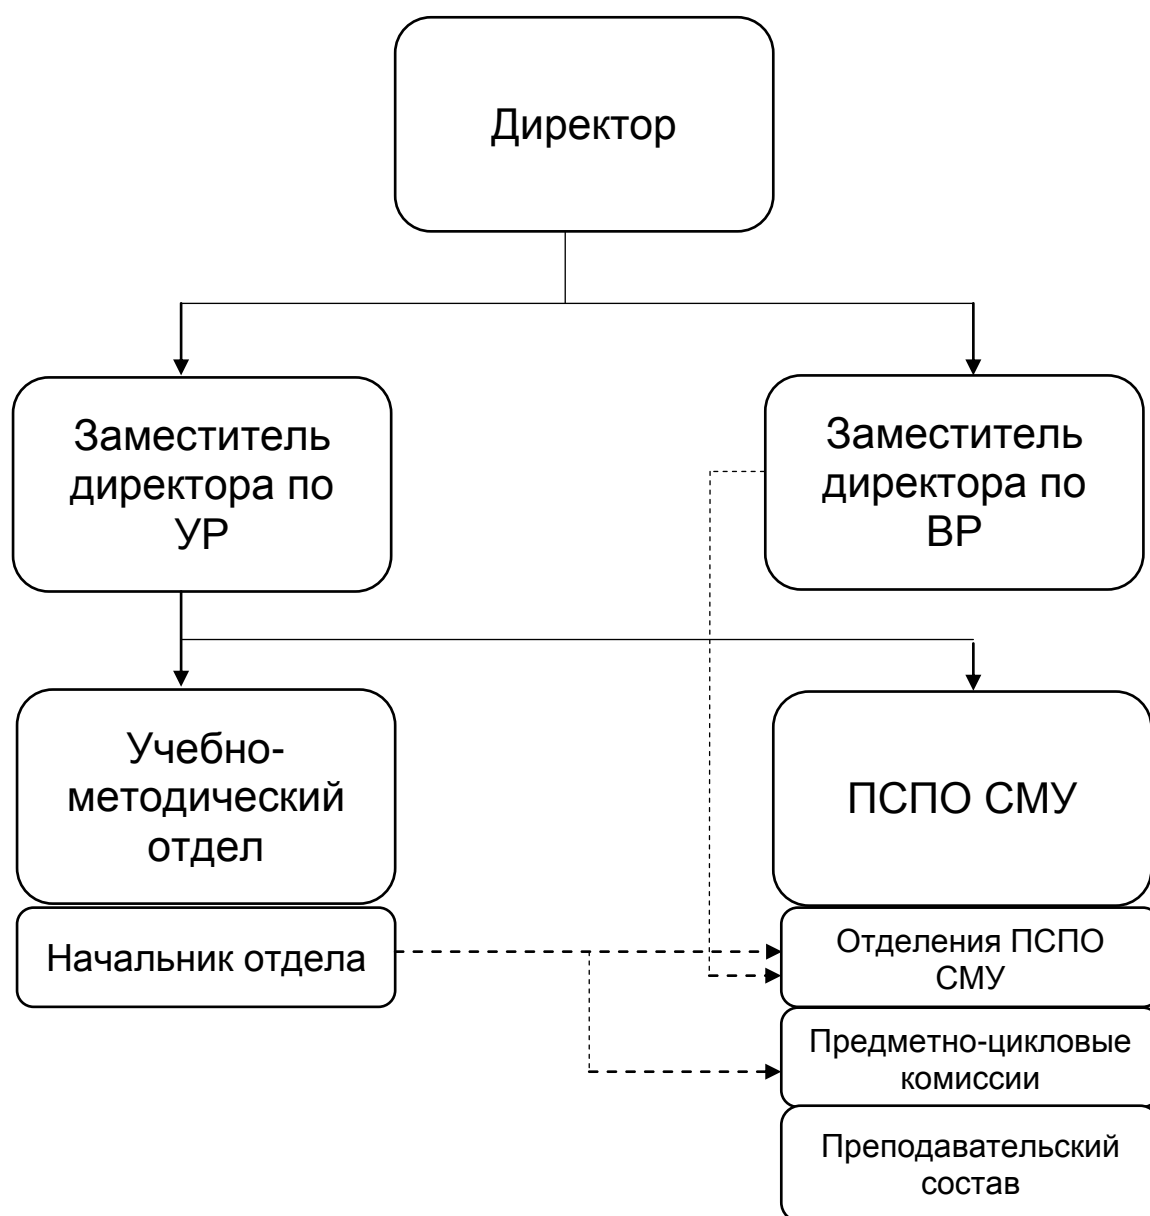 Директор
Заместитель
директора по
УР
Заместитель
директора по
ВР
Учебно-
методический
отдел
ПСПО СМУ
Начальник отдела
Отделения ПСПО
СМУ
Предметно-цикловые
комиссии
Преподавательский
состав